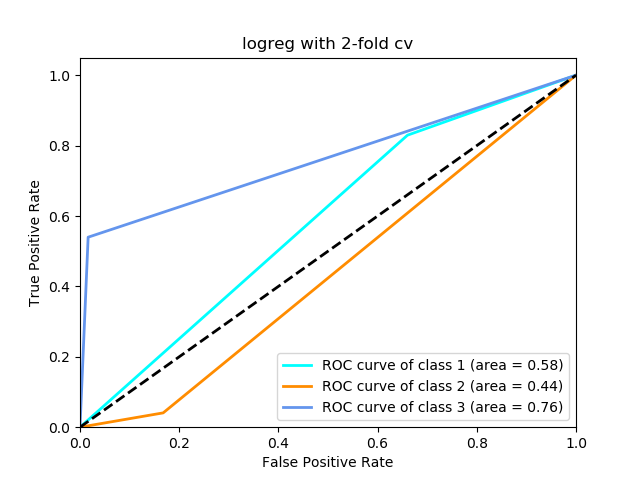 logreg with 2-fold cv
True Positive Rate
1.0
0.8
0.6
0.4
0.2
0.0
ROC curve of class 1 (area = 0.58)
ROC curve of class 2 (area = 0.44)
ROC curve of class 3 (area = 0.76)
0.0 0.2 0.4 0.6 0.8 1.0
False Positive Rate